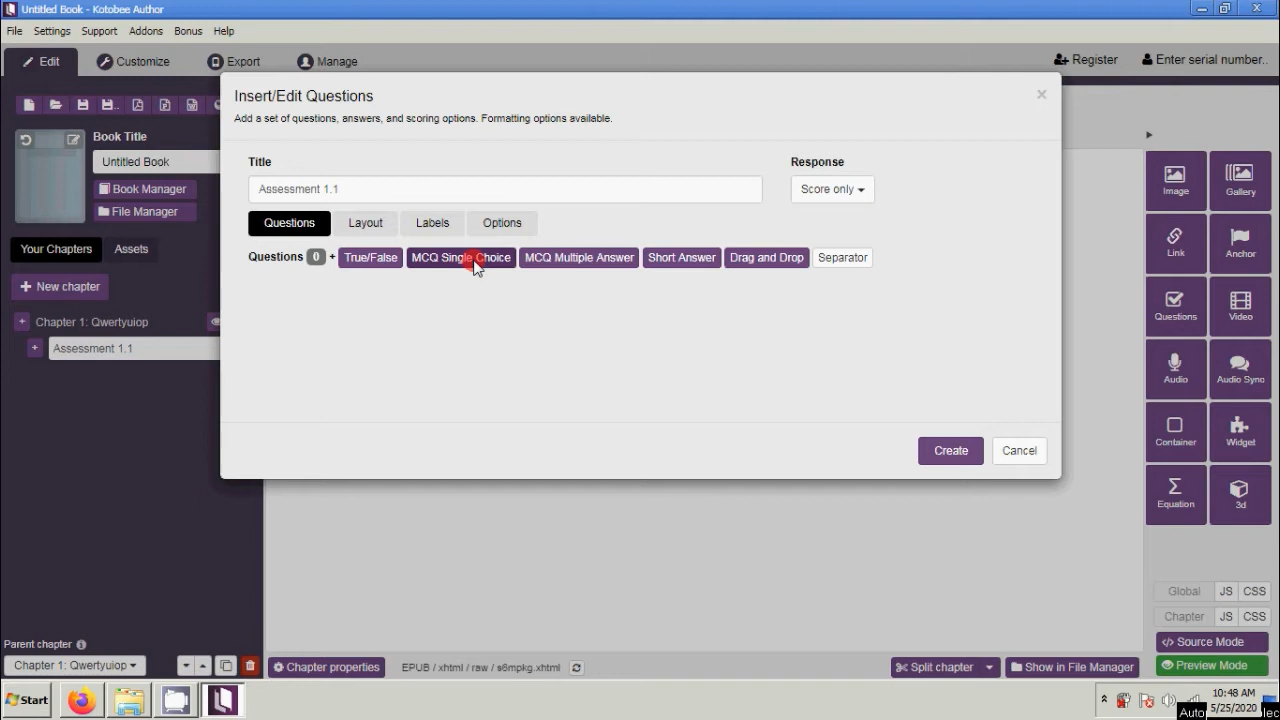 Untitled Book - Kotobee Author
File Settings Support Addons Bonus Help
Edit Customize Export Manage Register Enter serial number..
Insert/Edit Questions ×
Add a set of questions, answers, and scoring options. Formatting options available.
Book Title
Untitled Book
Book Manager
File Manager
Your Chapters Assets
+ New chapter
+ Chapter 1: Qwertyuiop
+ Assessment 1.1
Title Response
Assessment 1.1 Score only
Questions Layout Labels Options
Questions 0 + True/False MCQ Single Choice MCQ Multiple Answer Short Answer Drag and Drop Separator
Create Cancel
Image Gallery
Link Anchor
Questions Video
Audio Audio Sync
Container Widget
Σ
Equation 3d
Global JS CSS
Chapter JS CSS
</> Source Mode
Preview Mode
Parent chapter
Chapter 1: Qwertyuiop
Chapter properties EPUB / xhtml / raw / s6mpkg.xhtml Split chapter Show in File Manager
Start 10:48 AM
5/25/2020